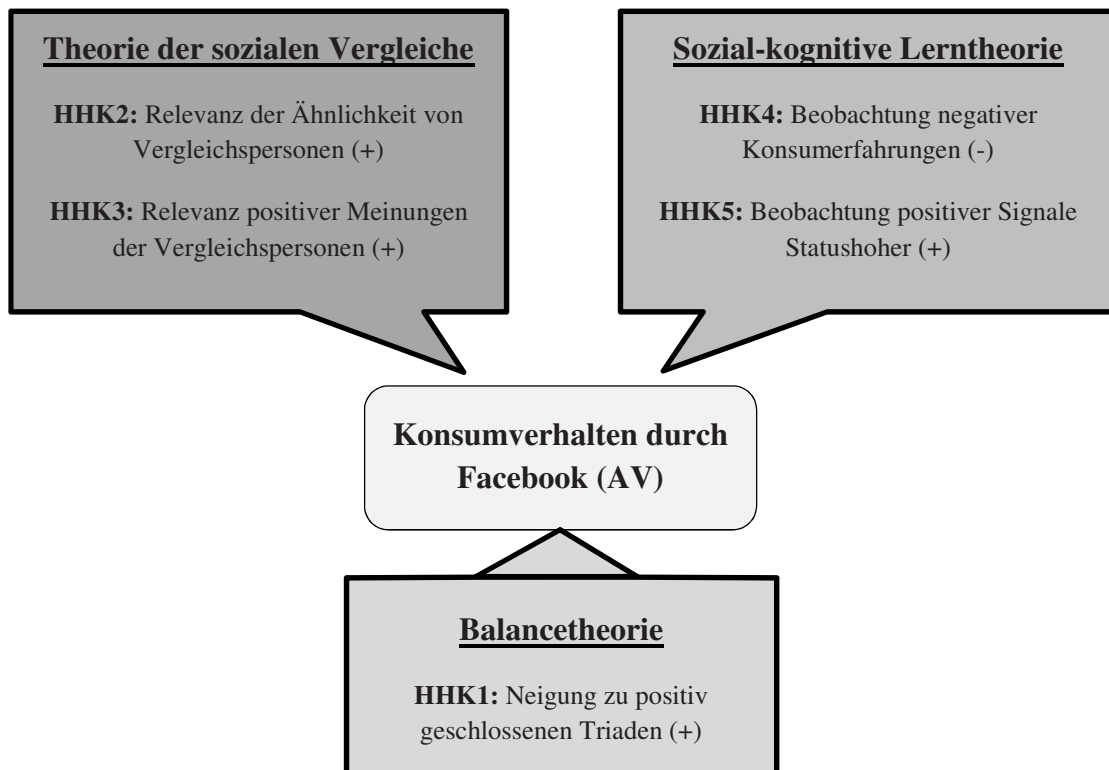 Theorie der sozialen Vergleiche
HHK2: Relevanz der Ähnlichkeit von
Vergleichspersonen (+)
HHK3: Relevanz positiver Meinungen
der Vergleichspersonen (+)
Sozial-kognitive Lerntheorie
HHK4: Beobachtung negativer
Konsumerfahrungen (-)
HHK5: Beobachtung positiver Signale
Statushoher (+)
Konsumverhalten durch
Facebook (AV)
Balancetheorie
HHK1: Neigung zu positiv
geschlossenen Triaden (+)